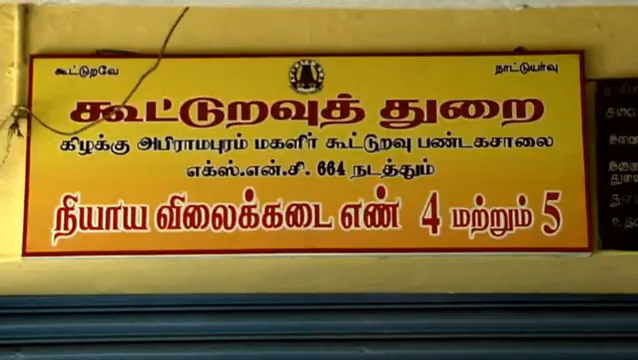 கூட்டுறவே நாட்டுயர்வு
கூட்டுறவுத் துறை
கிழக்கு அபிராமபுரம் மகளிர் கூட்டுறவு பண்டகசாலை
எக்ஸ்.என்.சி. 664 நடத்தும்
நியாய விலைக்கடை எண் 4 மற்றும் 5